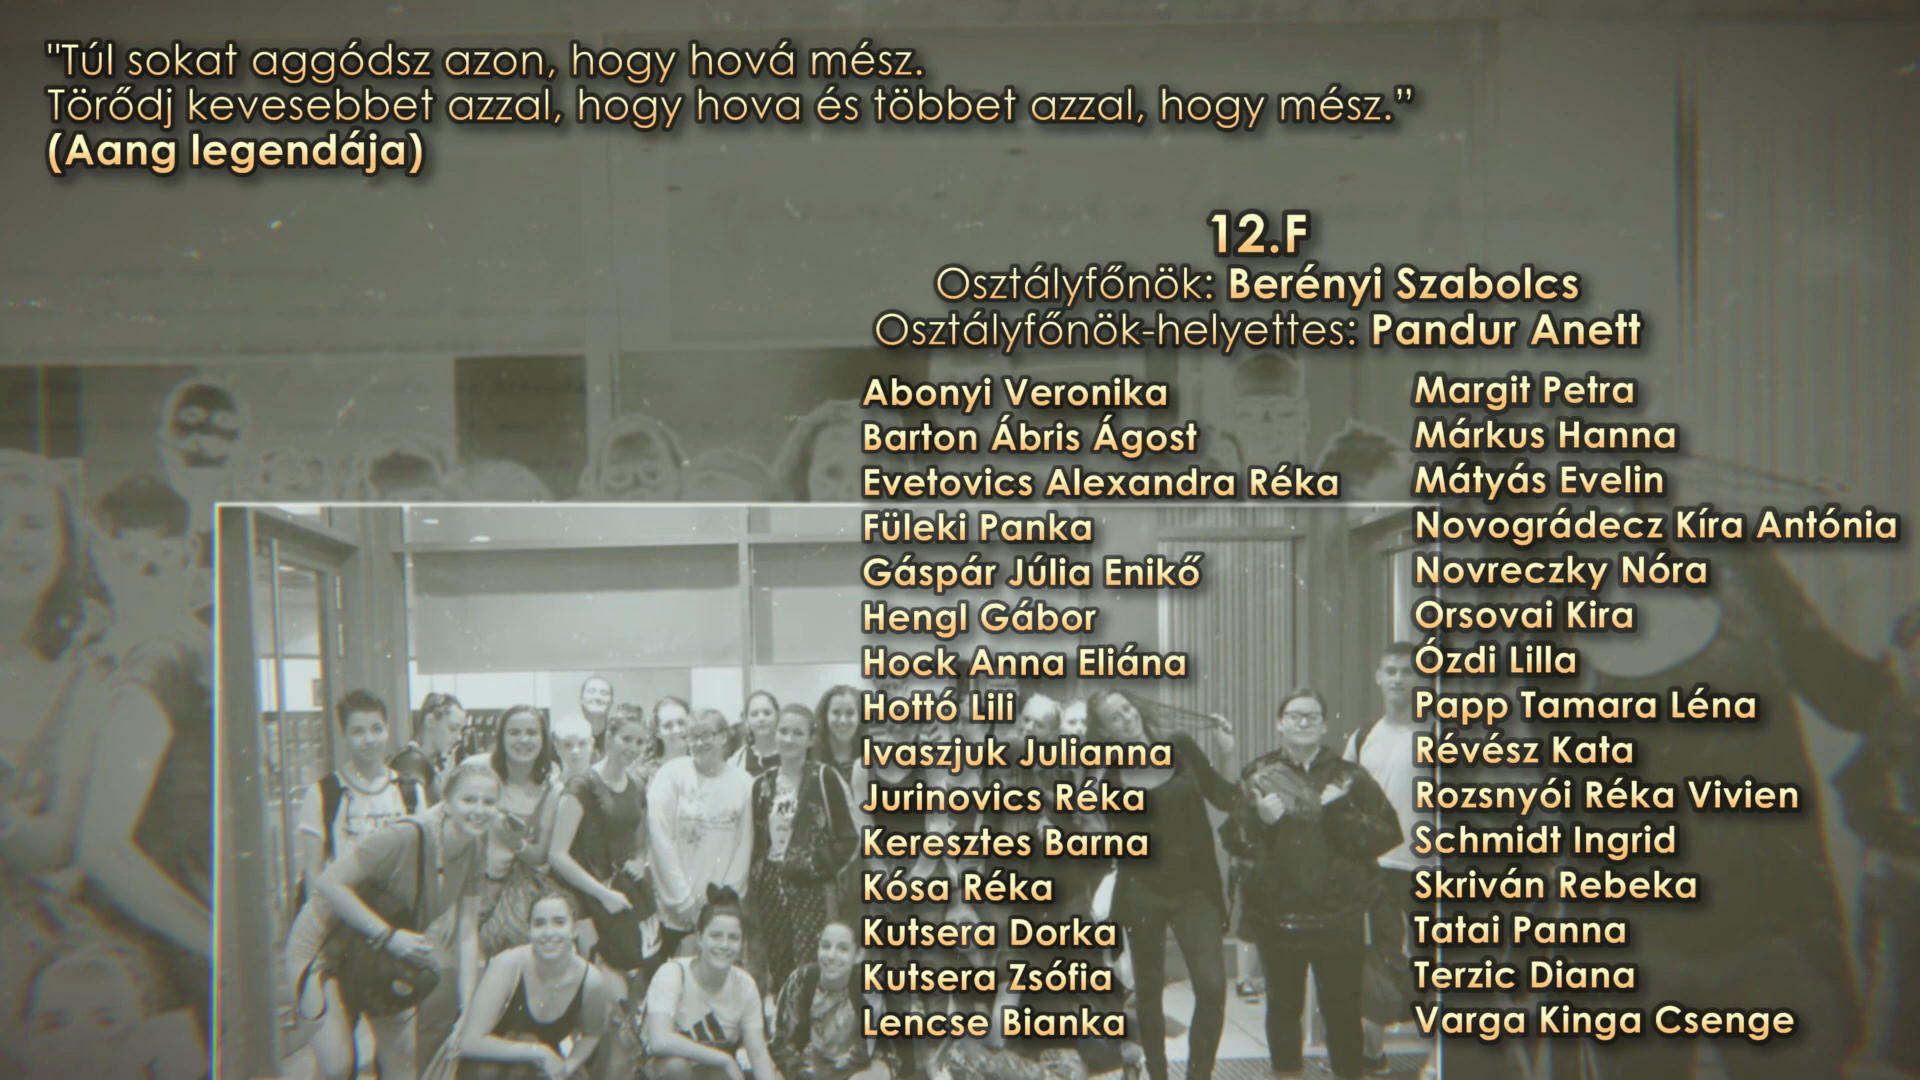 "Túl sokat aggódsz azon, hogy hová mész.
Törődj kevesebbet azzal, hogy hova és többet azzal, hogy mész.”
(Aang legendája)
12.F
Osztályfőnök: Berényi Szabolcs
Osztályfőnök-helyettes: Pandur Anett
Abonyi Veronika
Barton Ábris Ágost
Evetovics Alexandra Réka
Füleki Panka
Gáspár Júlia Enikő
Hengl Gábor
Hock Anna Eliána
Hottó Lili
Ivaszjuk Julianna
Jurinovics Réka
Keresztes Barna
Kósa Réka
Kutsera Dorka
Kutsera Zsófia
Lencse Bianka
Margit Petra
Márkus Hanna
Mátyás Evelin
Novográdecz Kíra Antónia
Novreczky Nóra
Orsovai Kira
Ózdi Lilla
Papp Tamara Léna
Révész Kata
Rozsnyói Réka Vivien
Schmidt Ingrid
Skriván Rebeka
Tatai Panna
Terzic Diana
Varga Kinga Csenge